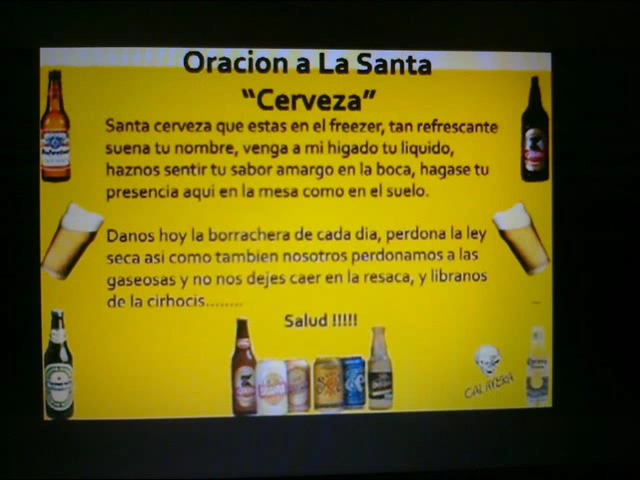 Oracion a La Santa
“Cerveza”
Santa cerveza que estas en el freezer, tan refrescante
suena tu nombre, venga a mi higado tu liquido,
haznos sentir tu sabor amargo en la boca, hagase tu
presencia aqui en la mesa como en el suelo.
Danos hoy la borrachera de cada dia, perdona la ley
seca asi como tambien nosotros perdonamos a las
gaseosas y no nos dejes caer en la resaca, y libranos
de la cirhocis........
Salud !!!!!
CALAVERA